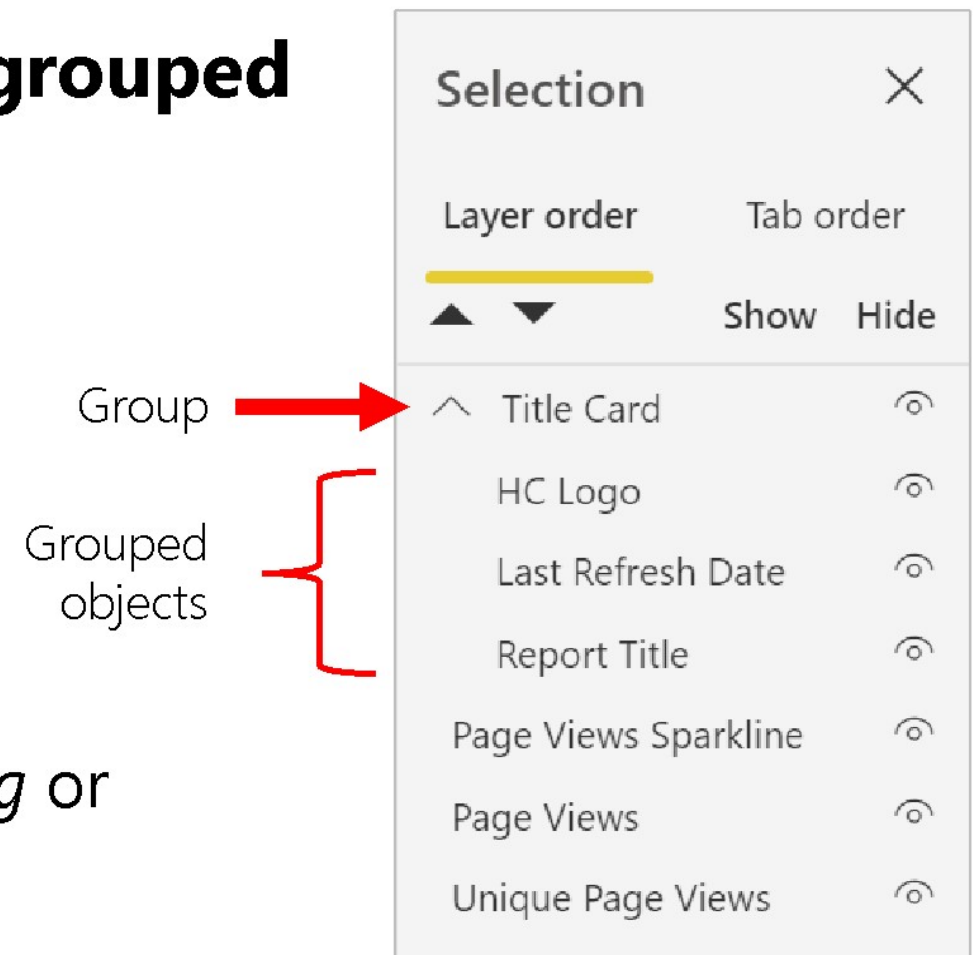 grouped
Selection
Layer order Tab order
Show Hide
Group
Title Card
HC Logo
Grouped
objects
Last Refresh Date
Report Title
Page Views Sparkline
g or
Page Views
Unique Page Views